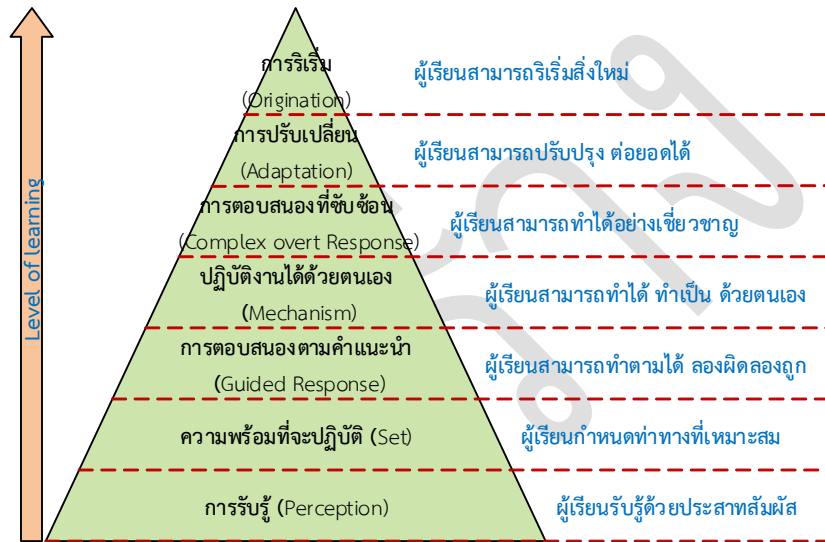 การริเริ่ม
(Origination)
ผู้เรียนสามารถริเริ่มสิ่งใหม่
การปรับเปลี่ยน
(Adaptation)
ผู้เรียนสามารถปรับปรุง ต่อยอดได้
การตอบสนองที่ซับซ้อน
(Complex overt Response)
ผู้เรียนสามารถทำได้อย่างเชี่ยวชาญ
ปฏิบัติงานได้ด้วยตนเอง
(Mechanism)
ผู้เรียนสามารถทำได้ ทำเป็น ด้วยตนเอง
การตอบสนองตามคำแนะนำ
(Guided Response)
ผู้เรียนสามารถทำตามได้ ลองผิดลองถูก
ความพร้อมที่จะปฏิบัติ (Set)
ผู้เรียนกำหนดท่าทางที่เหมาะสม
การรับรู้ (Perception)
ผู้เรียนรับรู้ด้วยประสาทสัมผัส
Level of learning